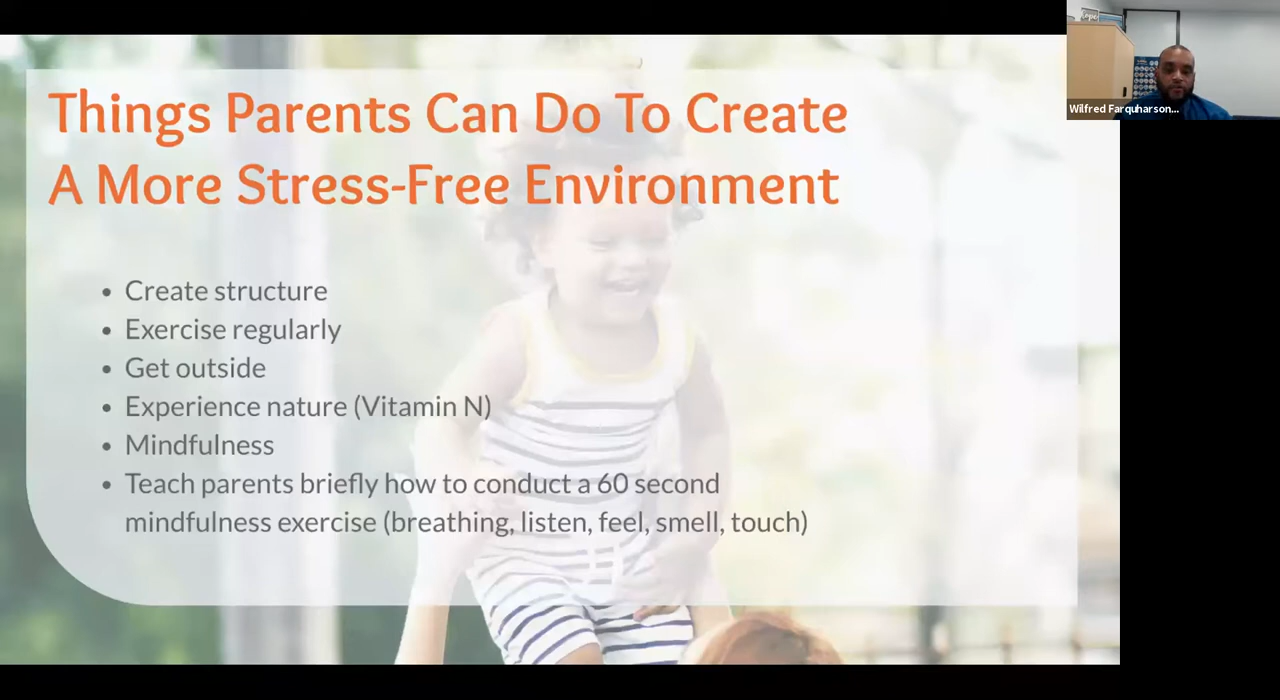 Things Parents Can Do To Create
A More Stress-Free Environment
• Create structure
• Exercise regularly
• Get outside
• Experience nature (Vitamin N)
• Mindfulness
• Teach parents briefly how to conduct a 60 second
mindfulness exercise (breathing, listen, feel, smell, touch)
Wilfred Farquharson...